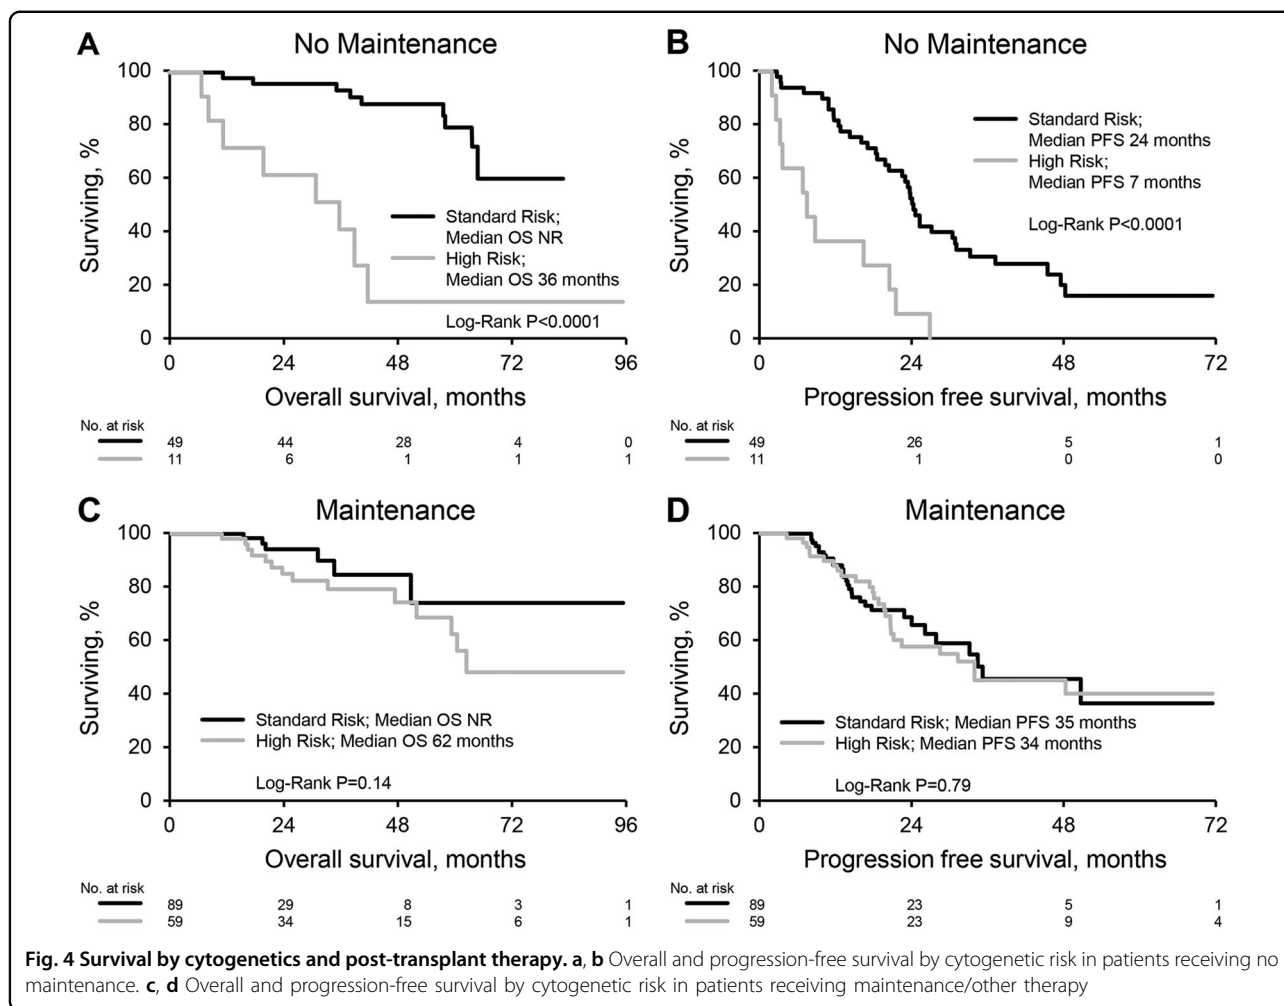 A
No Maintenance
100
80
60
40
20
0
Surviving, %
Standard Risk;
Median OS NR
High Risk;
Median OS 36 months
Log-Rank P<0.0001
0 24 48 72 96
Overall survival, months
No. at risk
49 44 28 4 0
11 6 1 1 1
B
No Maintenance
100
80
60
40
20
0
Surviving, %
Standard Risk;
Median PFS 24 months
High Risk;
Median PFS 7 months
Log-Rank P<0.0001
0 24 48 72
Progression free survival, months
No. at risk
49 26 5 1
11 1 0 0
C
Maintenance
100
80
60
40
20
0
Surviving, %
Standard Risk; Median OS NR
High Risk; Median OS 62 months
Log-Rank P=0.14
0 24 48 72 96
Overall survival, months
No. at risk
89 29 8 3 1
59 34 15 6 1
D
Maintenance
100
80
60
40
20
0
Surviving, %
Standard Risk; Median PFS 35 months
High Risk; Median PFS 34 months
Log-Rank P=0.79
0 24 48 72
Progression free survival, months
No. at risk
89 23 5 1
59 23 9 4
Fig. 4 Survival by cytogenetics and post-transplant therapy. a, b Overall and progression-free survival by cytogenetic risk in patients receiving no
maintenance. c, d Overall and progression-free survival by cytogenetic risk in patients receiving maintenance/other therapy